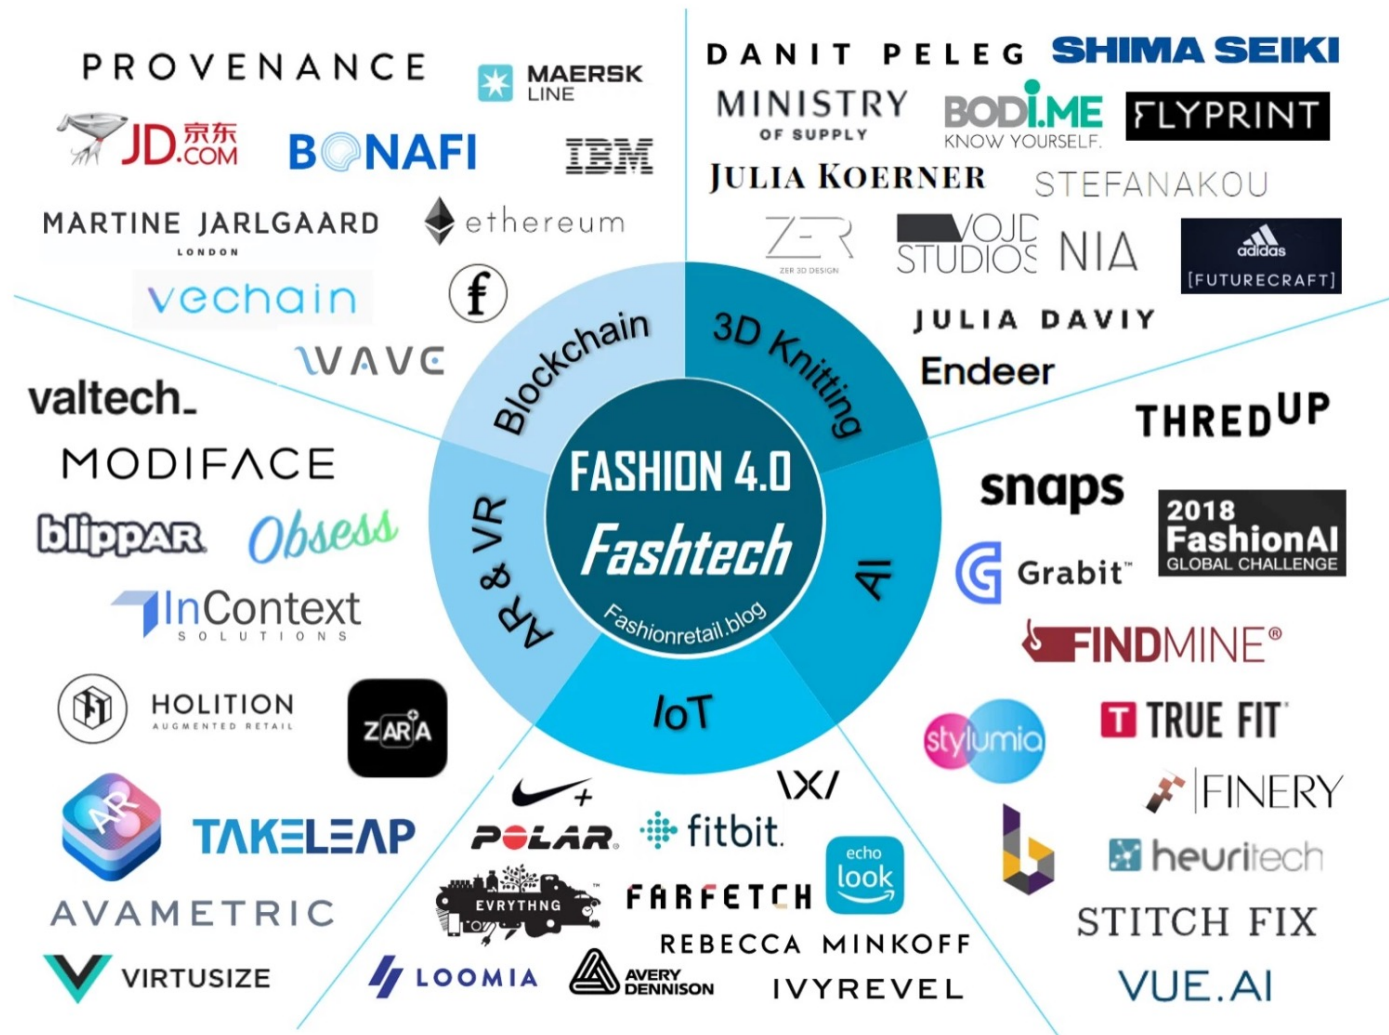 PROVENANCE
MAERSK
LINE
JD.COM 京东
BONAFI
IBM
MARTINE JARLGAARD
LONDON
ethereum
vechain
f
WAVE
DANIT PELEG
SHIMA SEIKI
MINISTRY
OF SUPPLY
BODI.ME
KNOW YOURSELF.
FLYPRINT
JULIA KOERNER
STEFANAKOU
ZER
ZER 3D DESIGN
VOJD
STUDIOS
NIA
adidas
[FUTURECRAFT]
JULIA DAVIY
Endeer
Blockchain
3D Knitting
AI
IoT
AR & VR
FASHION 4.0
Fashtech
Fashionretail.blog
valtech_
MODIFACE
blippAR
Obsess
InContext
SOLUTIONS
HOLITION
AUGMENTED RETAIL
ZARA
AR
TAKELEAP
AVAMETRIC
VIRTUSIZE
THREDUP
snaps
2018
FashionAI
GLOBAL CHALLENGE
Grabit™
FINDMINE®
stylumia
T TRUE FIT
FINERY
b
heuritech
STITCH FIX
VUE.AI
+
\X/
POLAR®
fitbit.
echo
look
EVRYTHNG™
FARFETCH
REBECCA MINKOFF
LOOMIA
AVERY
DENNISON
IVYREVEL